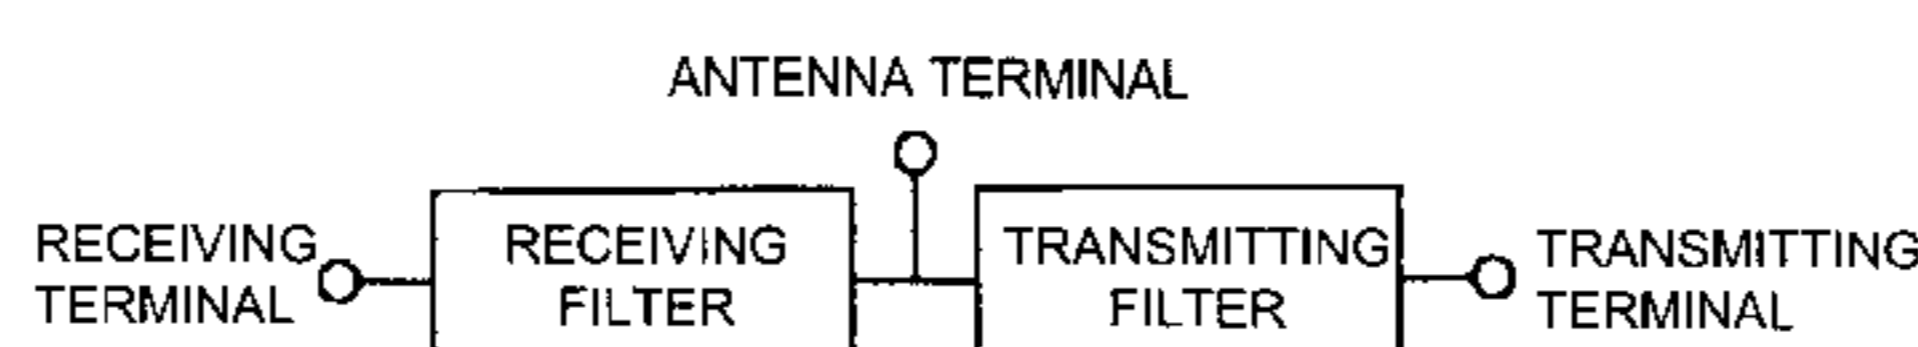 ANTENNA TERMINAL
RECEIVING
TERMINAL
RECEIVING
FILTER
TRANSMITTING
FILTER
TRANSMITTING
TERMINAL